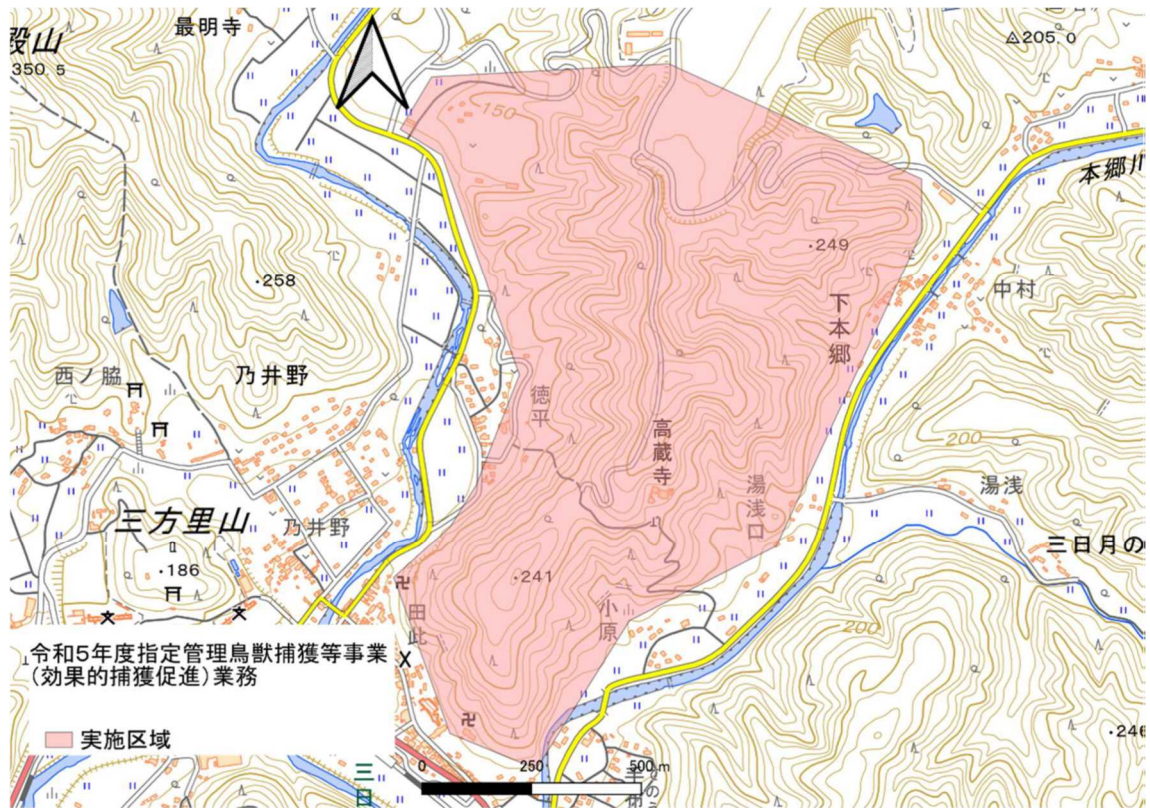 最明寺
殿山
350.5
205.0
150
本郷川
249
258
中村
下本郷
西ノ脇
乃井野
徳平
高蔵寺
200
湯浅口
湯浅
三方里山
乃井野
三日月の
186
241
小原
田此
200
令和5年度指定管理鳥獣捕獲等事業
(効果的捕獲促進)業務
実施区域
0 250 500 m
三日